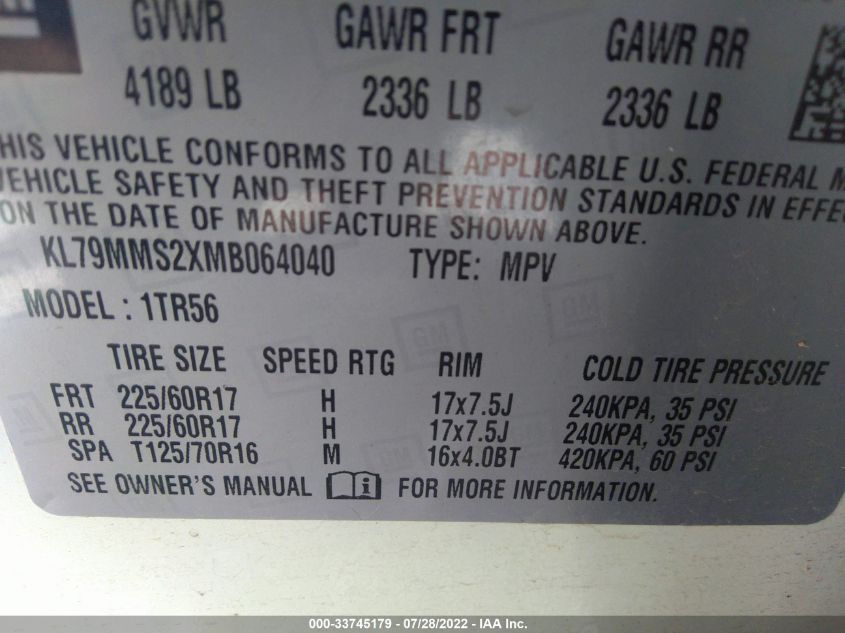 GVWR GAWR FRT GAWR RR
4189 LB 2336 LB 2336 LB
THIS VEHICLE CONFORMS TO ALL APPLICABLE U.S. FEDERAL M
VEHICLE SAFETY AND THEFT PREVENTION STANDARDS IN EFFE
ON THE DATE OF MANUFACTURE SHOWN ABOVE.
KL79MMS2XMB064040 TYPE: MPV
MODEL : 1TR56
TIRE SIZE SPEED RTG RIM COLD TIRE PRESSURE
FRT 225/60R17 H 17x7.5J 240KPA, 35 PSI
RR 225/60R17 H 17x7.5J 240KPA, 35 PSI
SPA T125/70R16 M 16x4.0BT 420KPA, 60 PSI
SEE OWNER'S MANUAL i FOR MORE INFORMATION.
000-33745179 - 07/28/2022 - IAA Inc.